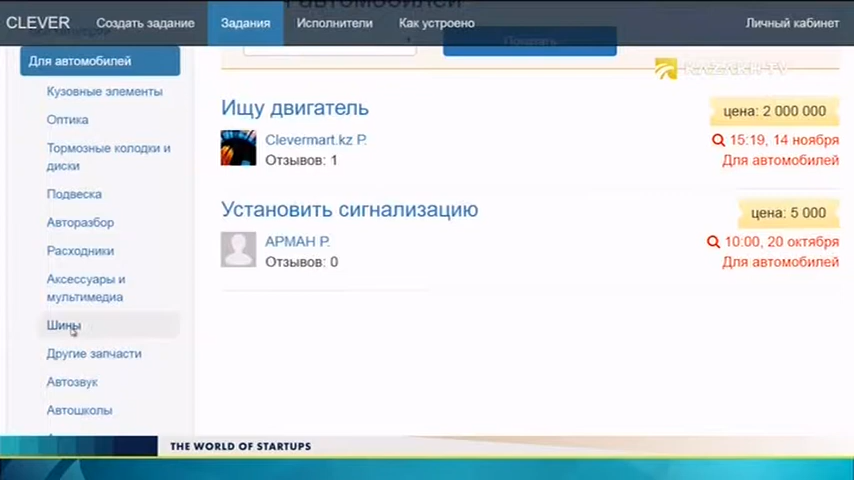 CLEVER Создать задание Задания Исполнители Как устроено Личный кабинет
Для автомобилей
KAZAKH TV
Кузовные элементы
Оптика
Тормозные колодки и
диски
Подвеска
Авторазбор
Расходники
Аксессуары и
мультимедиа
Шины
Другие запчасти
Автозвук
Автошколы
Ищу двигатель
цена: 2 000 000
Clevermart.kz P.
15:19, 14 ноября
Отзывов: 1
Для автомобилей
Установить сигнализацию
цена: 5 000
АРМАН Р.
10:00, 20 октября
Отзывов: 0
Для автомобилей
THE WORLD OF STARTUPS